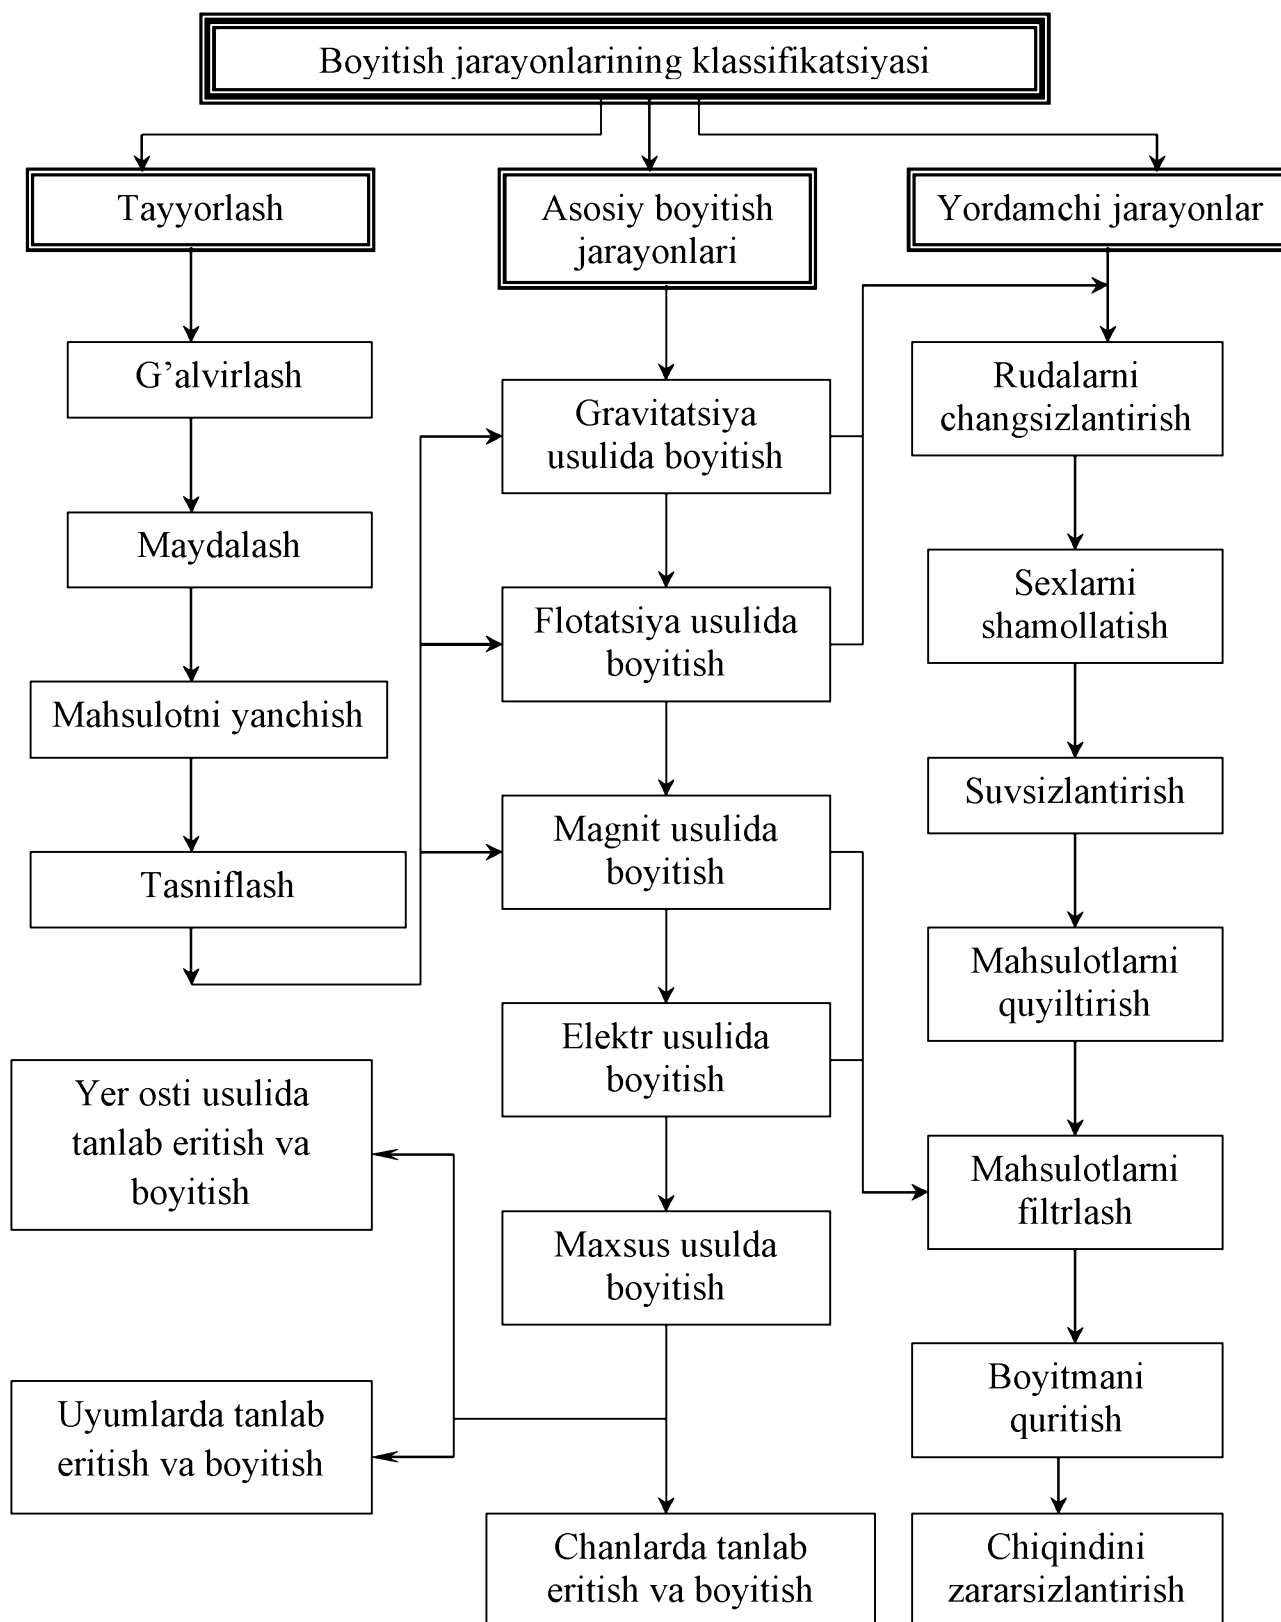 Boyitish jarayonlarining klassifikatsiyasi
Tayyorlash
Asosiy boyitish
jarayonlari
Yordamchi jarayonlar
G’alvirlash
Maydalash
Mahsulotni yanchish
Tasniflash
Gravitatsiya
usulida boyitish
Flotatsiya usulida
boyitish
Magnit usulida
boyitish
Elektr usulida
boyitish
Maxsus usulda
boyitish
Yer osti usulida
tanlab eritish va
boyitish
Uyumlarda tanlab
eritish va boyitish
Chanlarda tanlab
eritish va boyitish
Rudalarni
changsizlantirish
Sexlarni
shamollatish
Suvsizlantirish
Mahsulotlarni
quyiltirish
Mahsulotlarni
filtrlash
Boyitmani
quritish
Chiqindini
zararsizlantirish